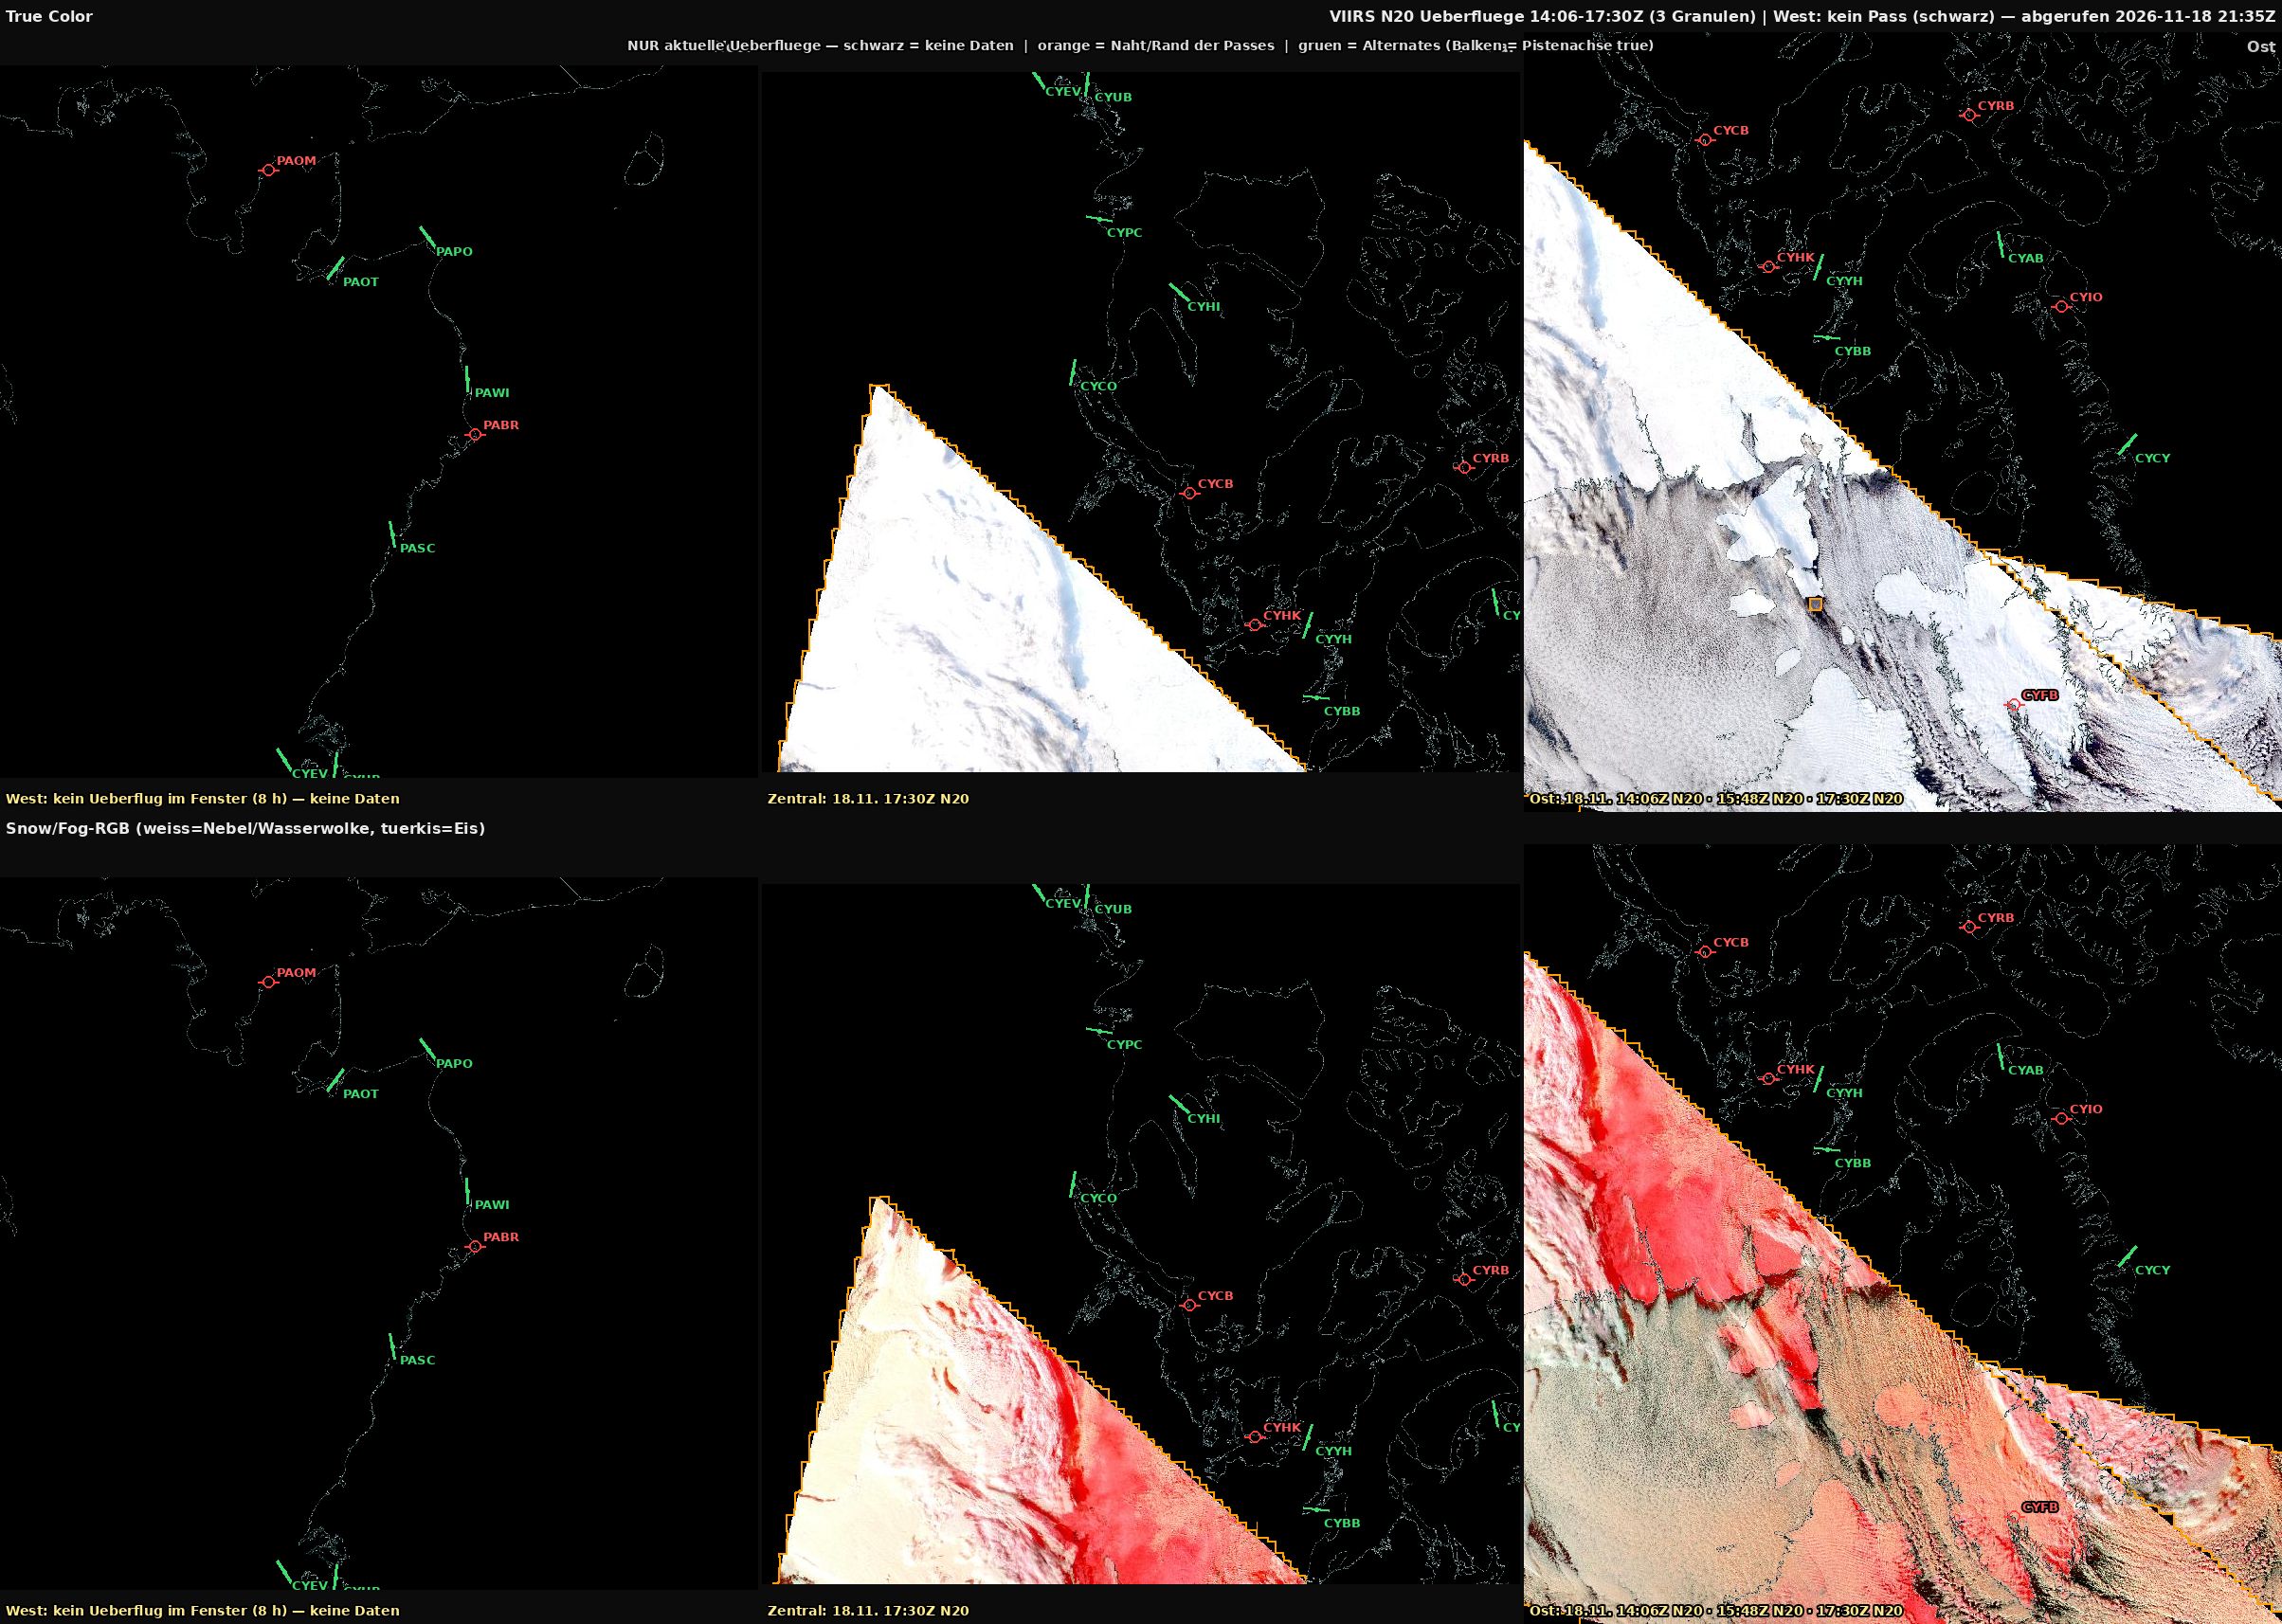 True Color
VIIRS N20 Ueberfluege 14:06-17:30Z (3 Granulen) | West: kein Pass (schwarz) — abgerufen 2026-11-18 21:35Z
NUR aktuelle Ueberfluege — schwarz = keine Daten | orange = Naht/Rand der Passes | gruen = Alternates (Balken = Pistenachse true)
Ost
PAOM
PAPO
PAOT
PAWI
PABR
PASC
CYEV
CYEV
CYUB
CYPC
CYHI
CYCO
CYCB
CYRB
CYHK
CYYH
CYBB
CY
CYCB
CYRB
CYHK
CYYH
CYAB
CYIO
CYBB
CYCY
CYFB
West: kein Ueberflug im Fenster (8 h) — keine Daten
Zentral: 18.11. 17:30Z N20
Ost: 18.11. 14:06Z N20 · 15:48Z N20 · 17:30Z N20
Snow/Fog-RGB (weiss=Nebel/Wasserwolke, tuerkis=Eis)
PAOM
PAPO
PAOT
PAWI
PABR
PASC
CYEV
CYEV
CYUB
CYPC
CYHI
CYCO
CYCB
CYRB
CYHK
CYYH
CYBB
CY
CYCB
CYRB
CYHK
CYYH
CYAB
CYIO
CYBB
CYCY
CYFB
West: kein Ueberflug im Fenster (8 h) — keine Daten
Zentral: 18.11. 17:30Z N20
Ost: 18.11. 14:06Z N20 · 15:48Z N20 · 17:30Z N20